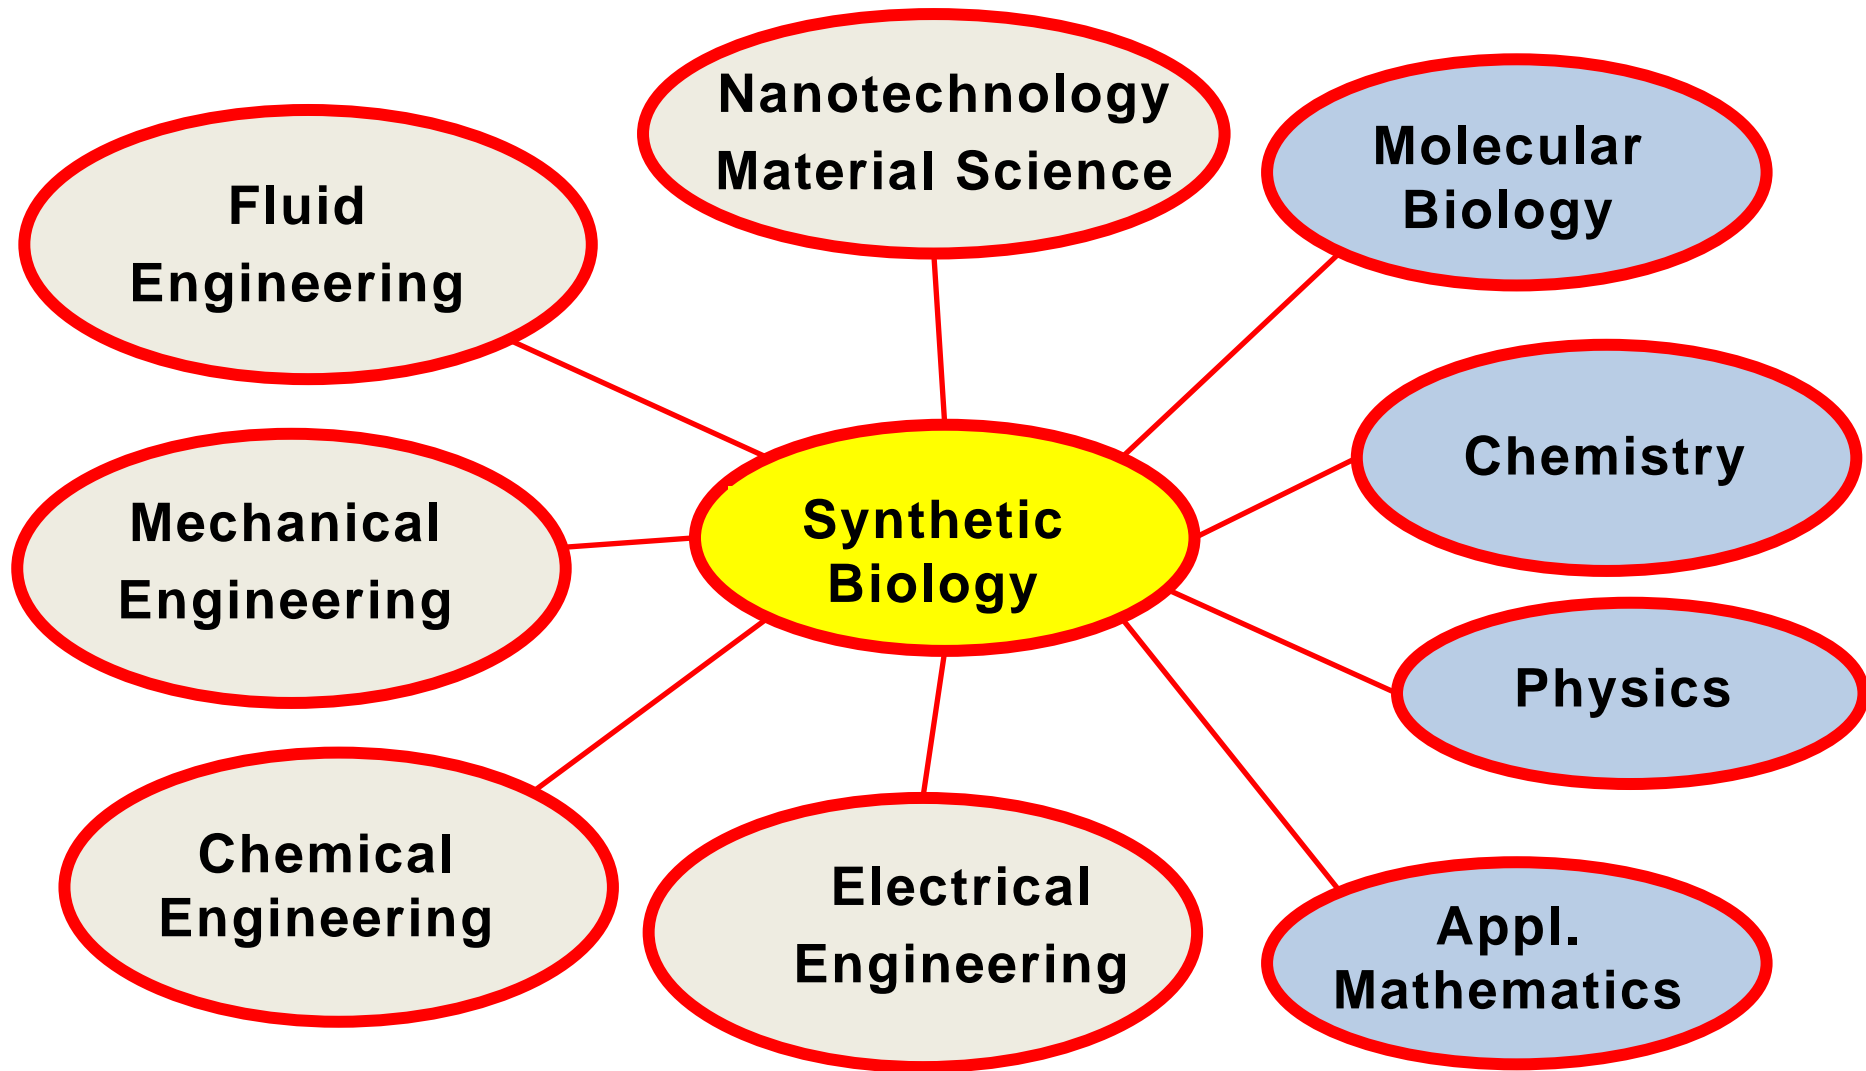 Nanotechnology
Material Science
Molecular
Biology
Fluid
Engineering
Chemistry
Mechanical
Engineering
Synthetic
Biology
Physics
Chemical
Engineering
Electrical
Engineering
Appl.
Mathematics